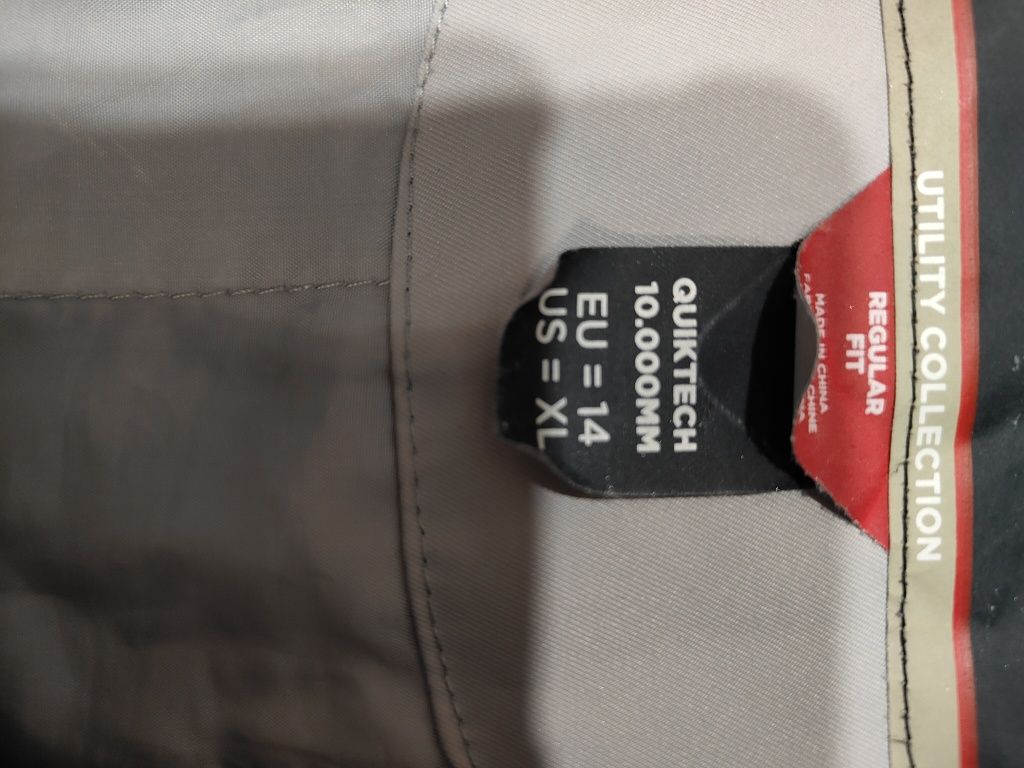 UTILITY COLLECTION
REGULAR
FIT
MADE IN CHINA
QUIKTECH
10.000MM
EU = 14
US = XL